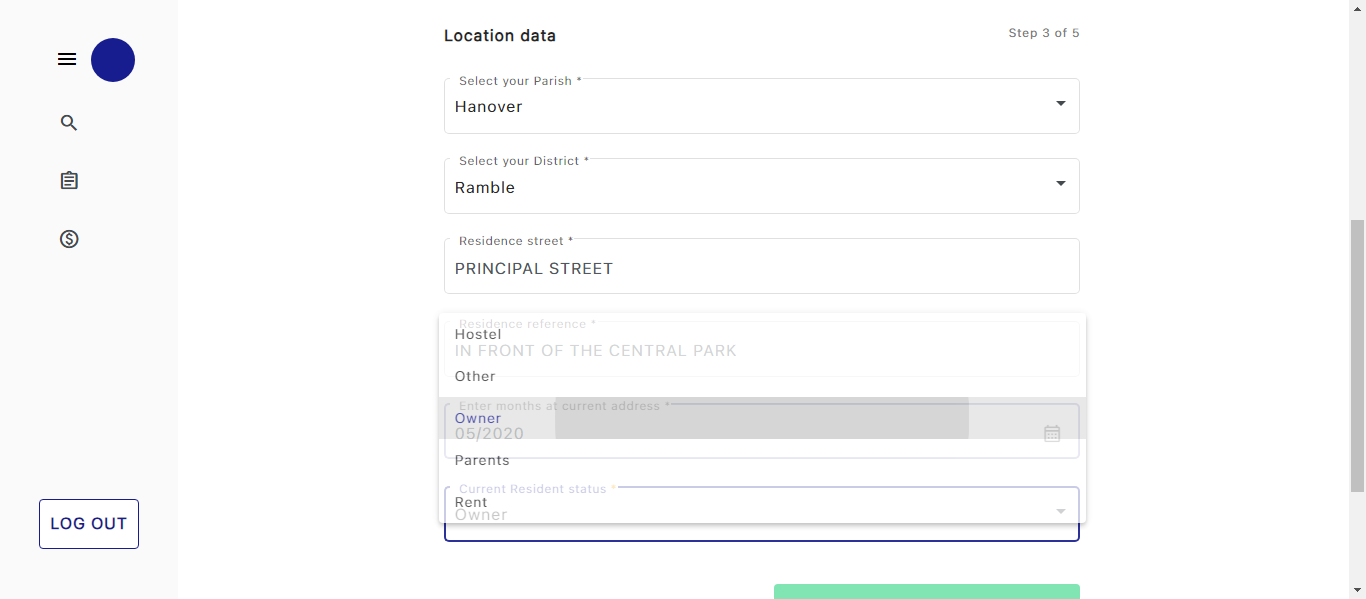 Location data
Step 3 of 5
Select your Parish *
Hanover
Select your District *
Ramble
Residence street *
PRINCIPAL STREET
Residence reference *
Hostel
IN FRONT OF THE CENTRAL PARK
Other
Enter months at current address *
Owner
05/2020
Parents
Current Resident status *
Rent
Owner
LOG OUT